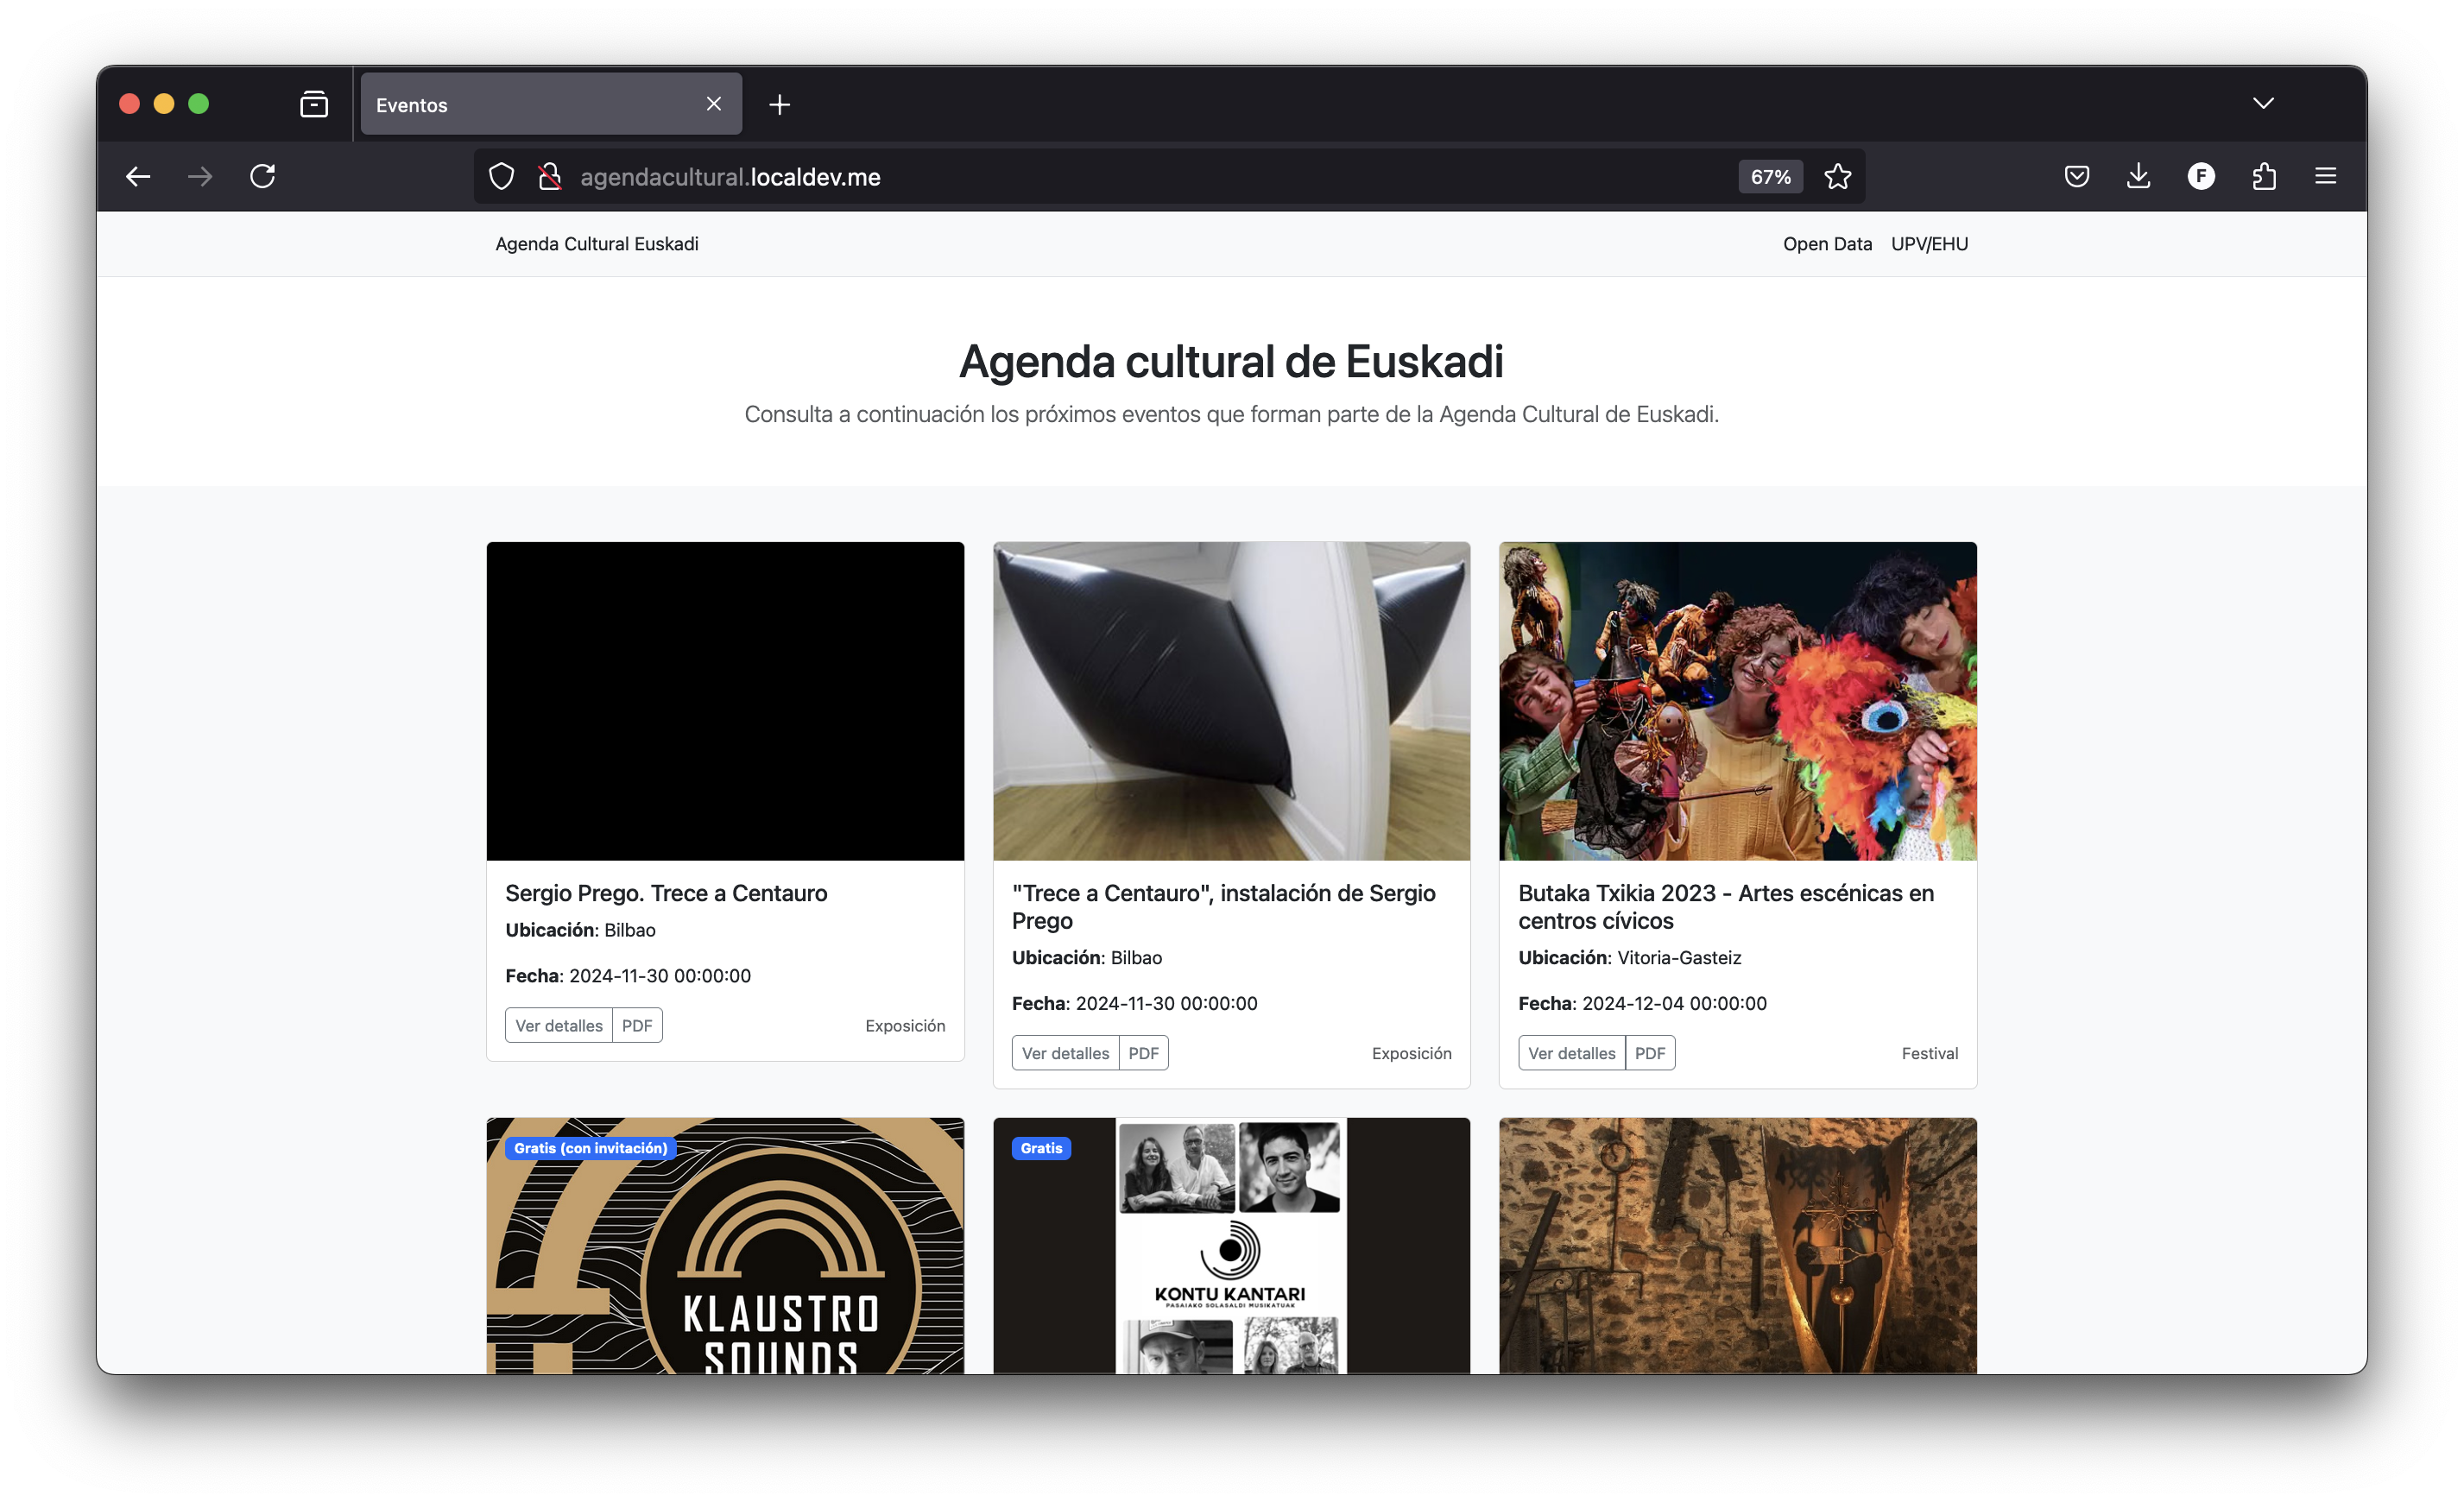 Eventos
agendacultural.localdev.me
67%
F
Agenda Cultural Euskadi
Open Data UPV/EHU
Agenda cultural de Euskadi
Consulta a continuación los próximos eventos que forman parte de la Agenda Cultural de Euskadi.
Sergio Prego. Trece a Centauro
Ubicación: Bilbao
Fecha: 2024-11-30 00:00:00
Ver detalles PDF
Exposición
"Trece a Centauro", instalación de Sergio
Prego
Ubicación: Bilbao
Fecha: 2024-11-30 00:00:00
Ver detalles PDF
Exposición
Butaka Txikia 2023 - Artes escénicas en
centros cívicos
Ubicación: Vitoria-Gasteiz
Fecha: 2024-12-04 00:00:00
Ver detalles PDF
Festival
Gratis (con invitación)
KLAUSTRO
SOUNDS
Gratis
KONTU KANTARI
PASAIAKO SOLASALDI MUSIKATUAK